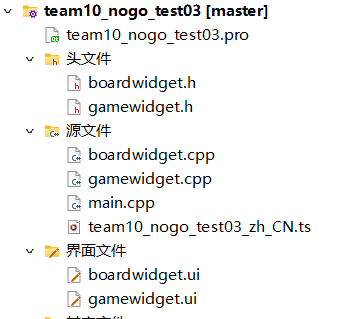 team10_nogo_test03 [master]
team10_nogo_test03.pro
头文件
boardwidget.h
gamewidget.h
源文件
boardwidget.cpp
gamewidget.cpp
main.cpp
team10_nogo_test03_zh_CN.ts
界面文件
boardwidget.ui
gamewidget.ui